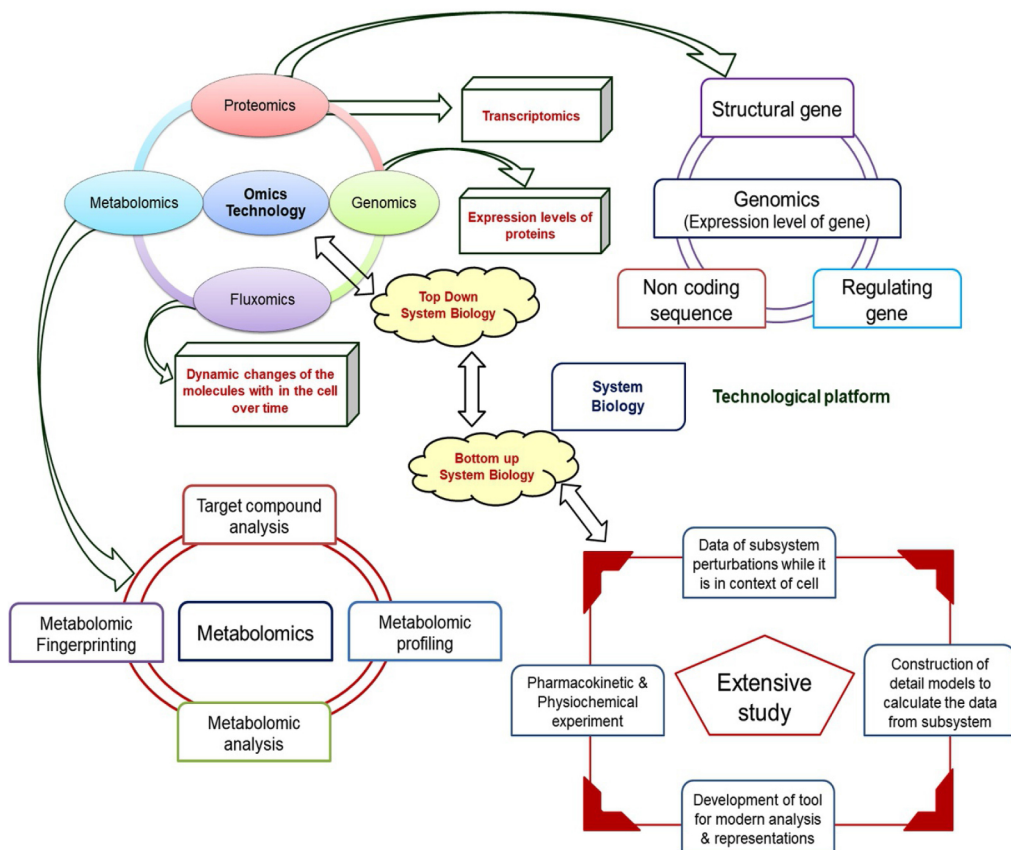 Proteomics
Transcriptomics
Metabolomics
Omics
Technology
Genomics
Expression levels of
proteins
Fluxomics
Dynamic changes of the
molecules with in the cell
over time
Top Down
System Biology
Structural gene
Genomics
(Expression level of gene)
Non coding
sequence
Regulating
gene
System
Biology
Technological platform
Bottom up
System Biology
Target compound
analysis
Metabolomic
Fingerprinting
Metabolomics
Metabolomic
profiling
Metabolomic
analysis
Data of subsystem
perturbations while it
is in context of cell
Pharmacokinetic &
Physiochemical
experiment
Extensive
study
Construction of
detail models to
calculate the data
from subsystem
Development of tool
for modern analysis
& representations